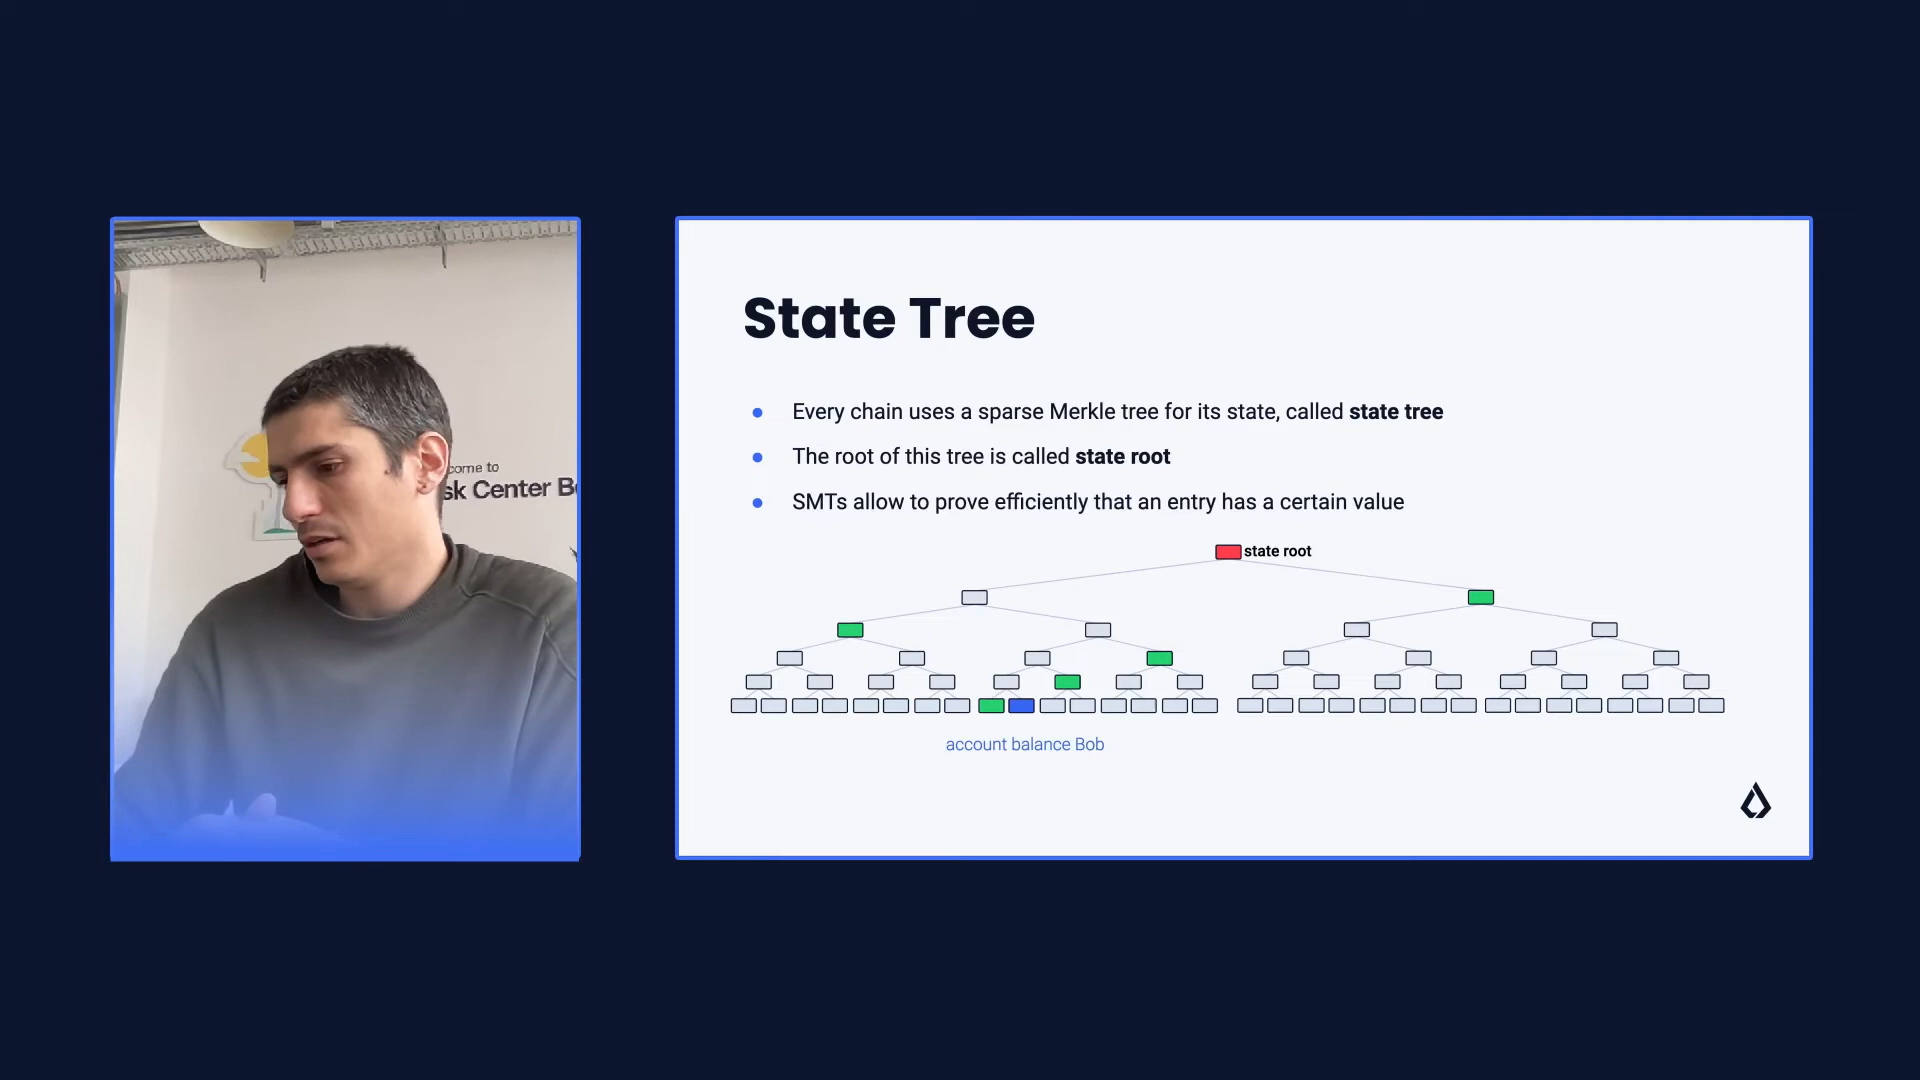 come to
sk Center B
State Tree
Every chain uses a sparse Merkle tree for its state, called state tree
The root of this tree is called state root
SMTs allow to prove efficiently that an entry has a certain value
state root
account balance Bob